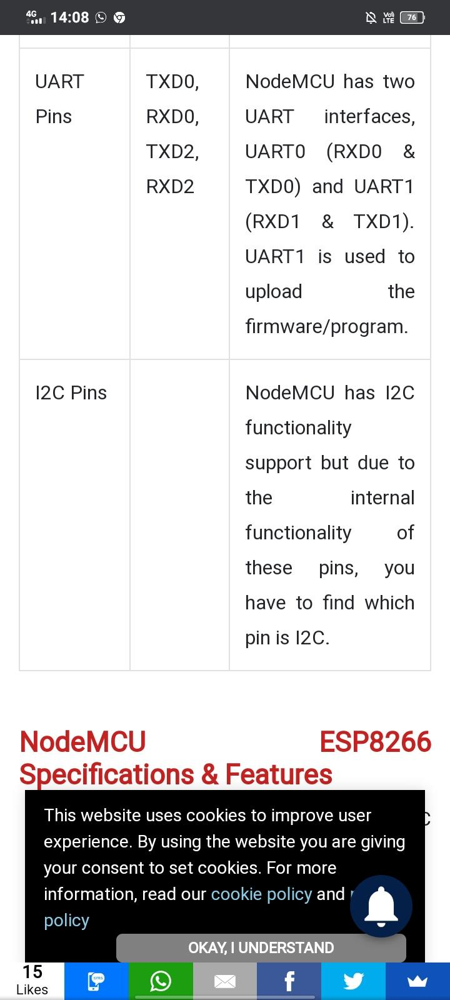 4G 14:08 Vo) LTE 76
UART Pins
TXD0,
RXD0,
TXD2,
RXD2
NodeMCU has two
UART interfaces,
UART0 (RXD0 &
TXD0) and UART1
(RXD1 & TXD1).
UART1 is used to
upload the
firmware/program.
I2C Pins
NodeMCU has I2C
functionality
support but due to
the internal
functionality of
these pins, you
have to find which
pin is I2C.
NodeMCU ESP8266
Specifications & Features
This website uses cookies to improve user
experience. By using the website you are giving
your consent to set cookies. For more
information, read our cookie policy and
policy
OKAY, I UNDERSTAND
15
Likes
sms